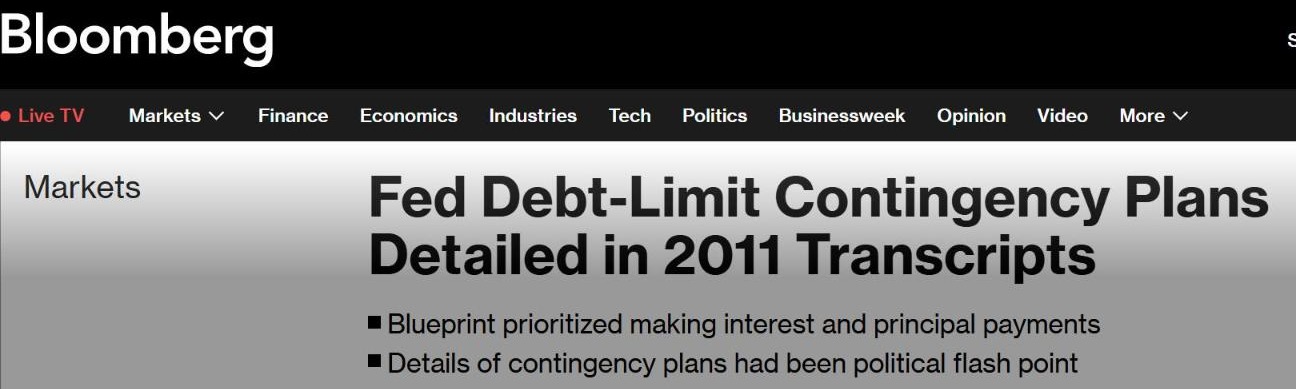 Bloomberg
S
Live TV Markets Finance Economics Industries Tech Politics Businessweek Opinion Video More
Markets
Fed Debt-Limit Contingency Plans
Detailed in 2011 Transcripts
Blueprint prioritized making interest and principal payments
Details of contingency plans had been political flash point